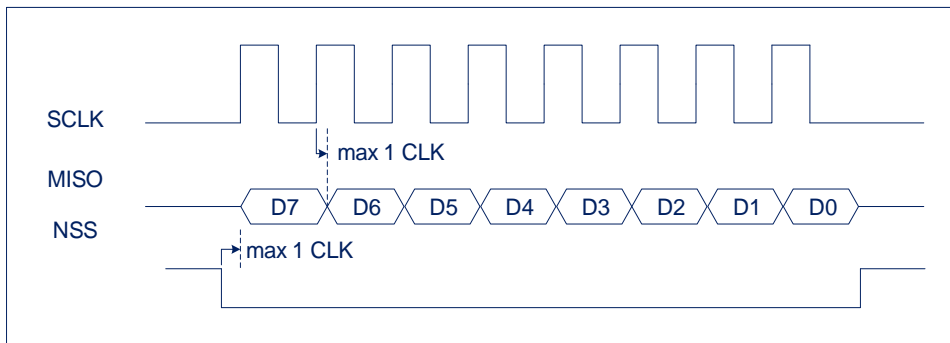 SCLK
max 1 CLK
MISO
D7 D6 D5 D4 D3 D2 D1 D0
NSS
max 1 CLK